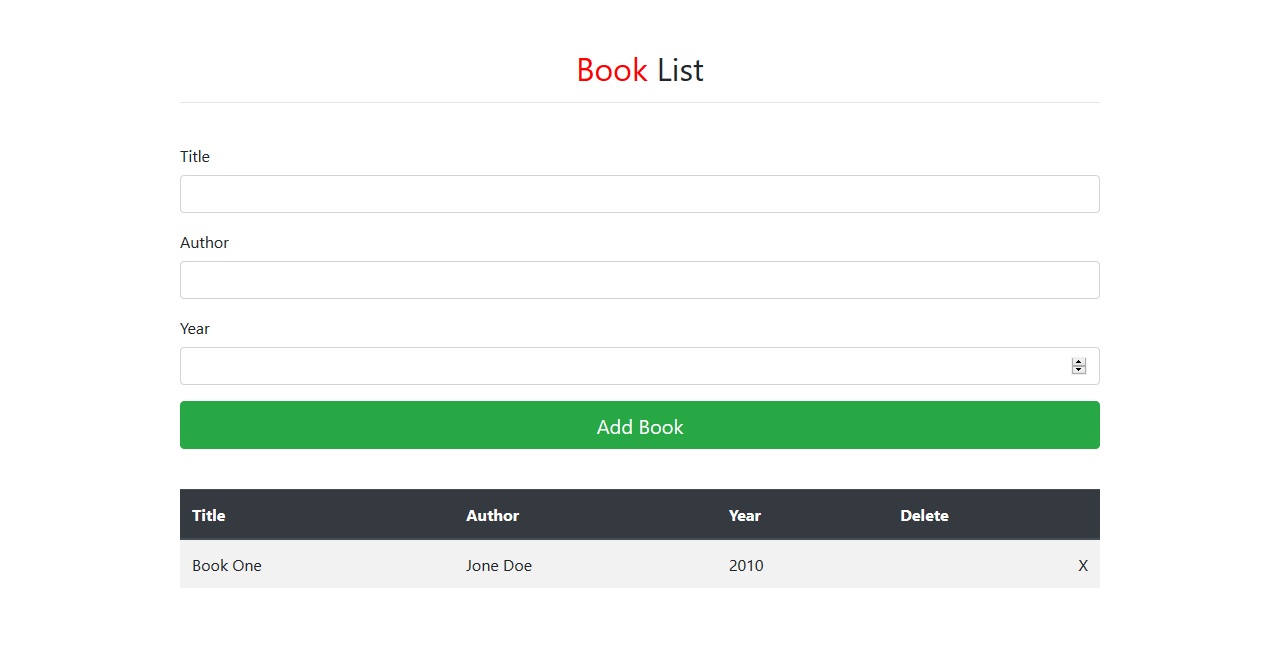 Book List
Title
Author
Year
Add Book
Title Author Year Delete
Book One Jone Doe 2010 X